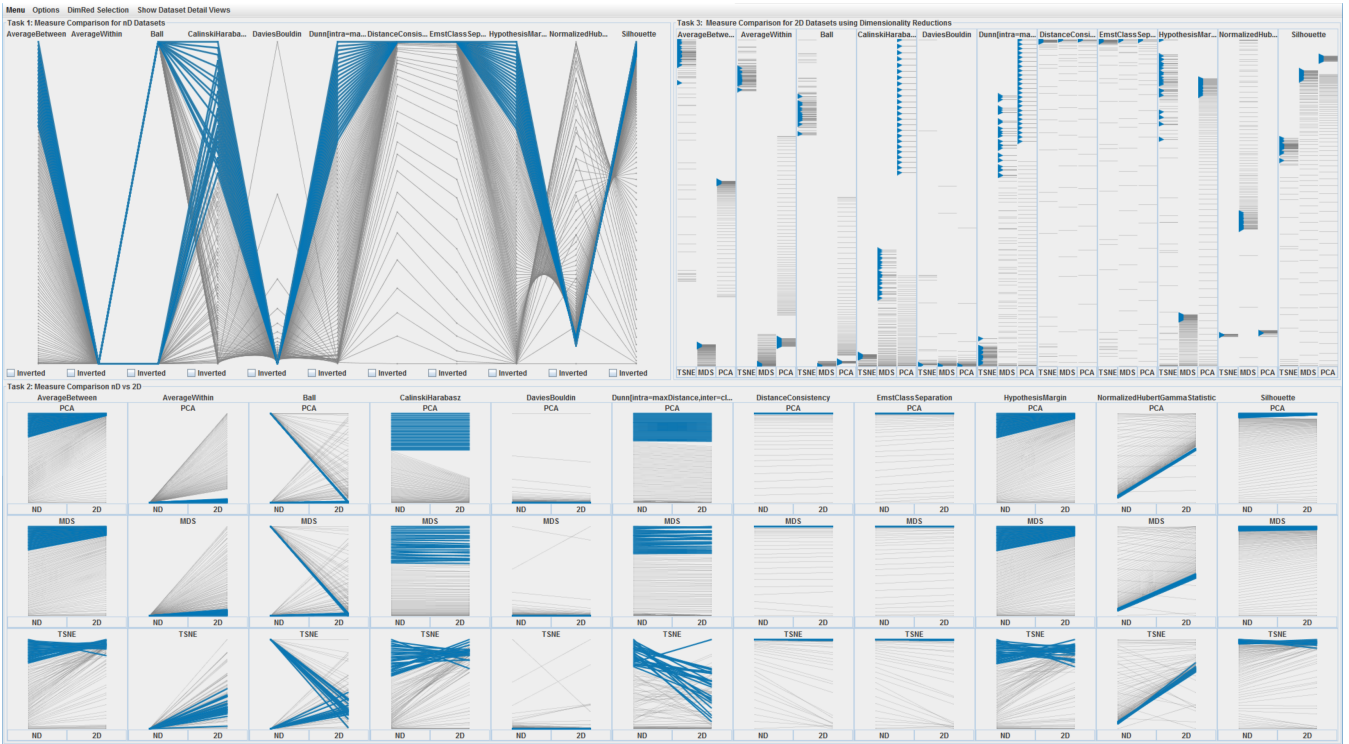 Menu Options DimRed Selection Show Dataset Detail Views
Task 1: Measure Comparison for nD Datasets
AverageBetween AverageWithin Ball CalinskiHaraba... DaviesBouldin Dunn[intra=ma... DistanceConsis... EmstClassSep... HypothesisMar... NormalizedHub... Silhouette
Inverted Inverted Inverted Inverted Inverted Inverted Inverted Inverted Inverted Inverted Inverted
Task 3: Measure Comparison for 2D Datasets using Dimensionality Reductions
AverageBetwe... AverageWithin Ball CalinskiHaraba... DaviesBouldin Dunn[intra=ma... DistanceConsi... EmstClassSep... HypothesisMar... NormalizedHub... Silhouette
TSNE MDS PCA TSNE MDS PCA TSNE MDS PCA TSNE MDS PCA TSNE MDS PCA TSNE MDS PCA TSNE MDS PCA TSNE MDS PCA TSNE MDS PCA TSNE MDS PCA TSNE MDS PCA
Task 2: Measure Comparison nD vs 2D
AverageBetween AverageWithin Ball CalinskiHarabasz DaviesBouldin Dunn[intra=maxDistance,inter=cl... DistanceConsistency EmstClassSeparation HypothesisMargin NormalizedHubertGammaStatistic Silhouette
PCA PCA PCA PCA PCA PCA PCA PCA PCA PCA PCA
ND 2D ND 2D ND 2D ND 2D ND 2D ND 2D ND 2D ND 2D ND 2D ND 2D ND 2D
MDS MDS MDS MDS MDS MDS MDS MDS MDS MDS MDS
ND 2D ND 2D ND 2D ND 2D ND 2D ND 2D ND 2D ND 2D ND 2D ND 2D ND 2D
TSNE TSNE TSNE TSNE TSNE TSNE TSNE TSNE TSNE TSNE TSNE
ND 2D ND 2D ND 2D ND 2D ND 2D ND 2D ND 2D ND 2D ND 2D ND 2D ND 2D